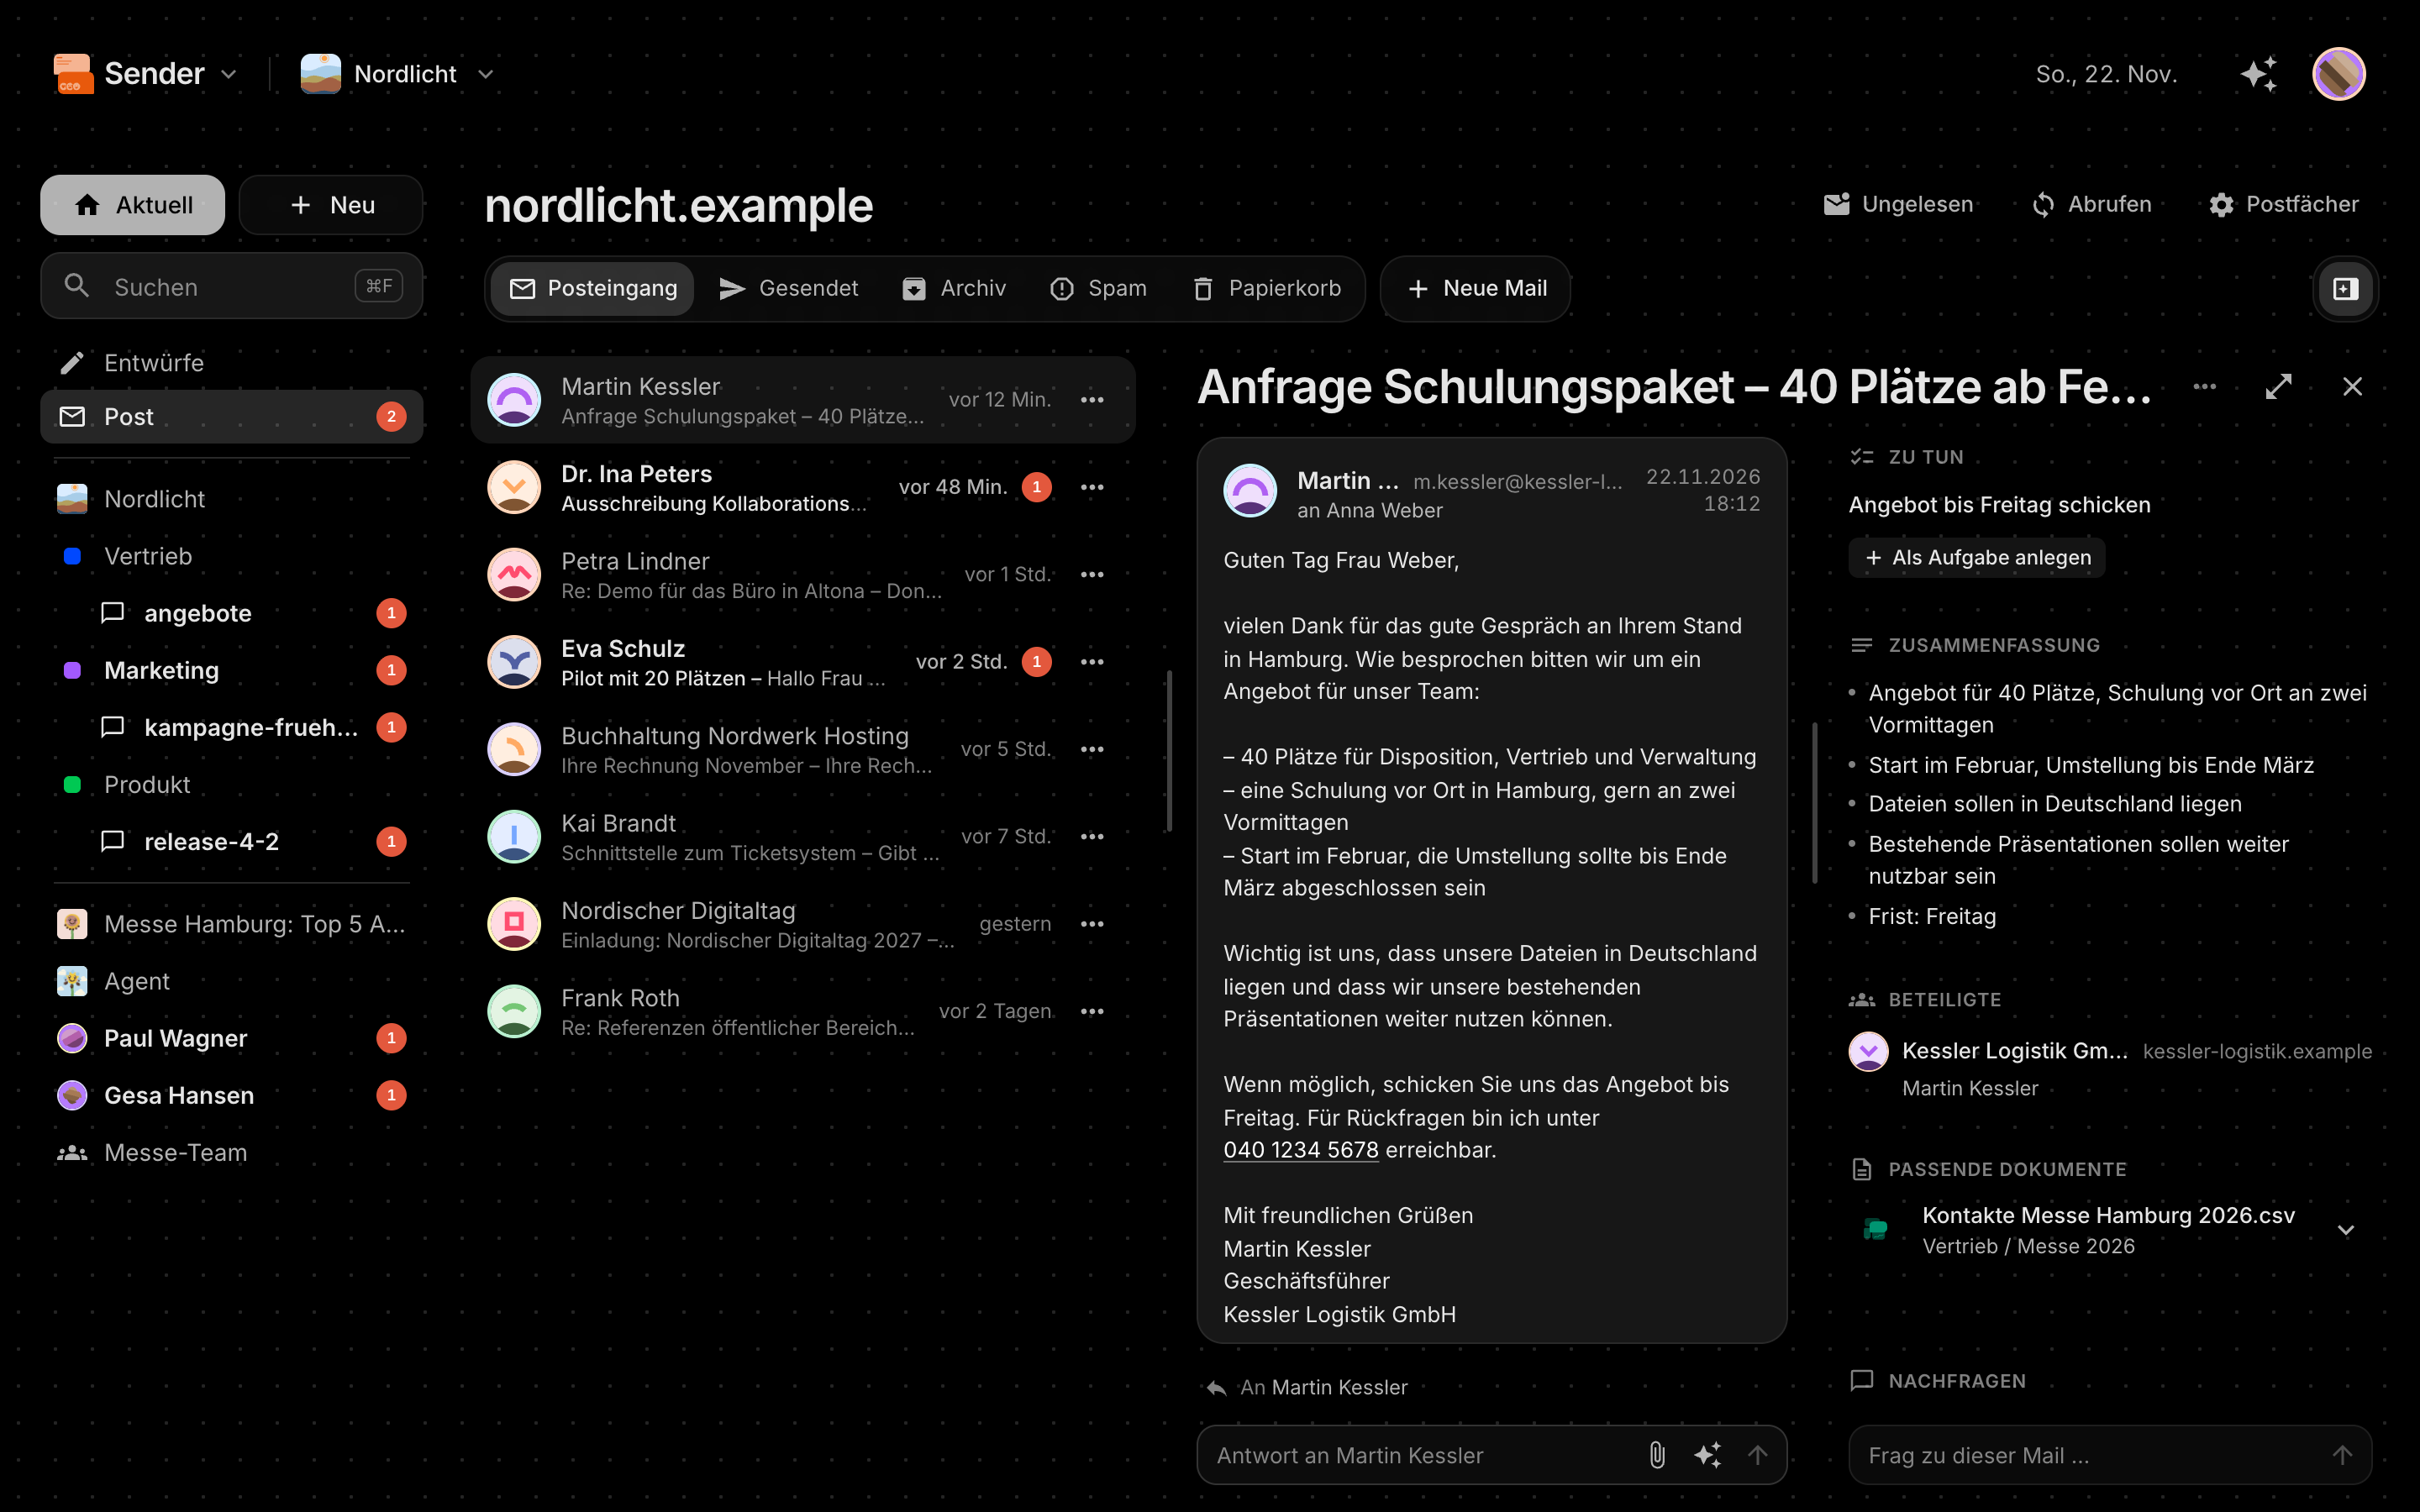 Sender
Nordlicht
So., 22. Nov.
Aktuell
Neu
Suchen
⌘F
Entwürfe
Post
2
Nordlicht
Vertrieb
angebote
1
Marketing
1
kampagne-frueh...
1
Produkt
release-4-2
1
Messe Hamburg: Top 5 A...
Agent
Paul Wagner
1
Gesa Hansen
1
Messe-Team
nordlicht.example
Ungelesen
Abrufen
Postfächer
Posteingang
Gesendet
Archiv
Spam
Papierkorb
Neue Mail
Martin Kessler
Anfrage Schulungspaket – 40 Plätze...
vor 12 Min.
Dr. Ina Peters
Ausschreibung Kollaborations...
vor 48 Min.
1
Petra Lindner
Re: Demo für das Büro in Altona – Don...
vor 1 Std.
Eva Schulz
Pilot mit 20 Plätzen – Hallo Frau ...
vor 2 Std.
1
Buchhaltung Nordwerk Hosting
Ihre Rechnung November – Ihre Rech...
vor 5 Std.
Kai Brandt
Schnittstelle zum Ticketsystem – Gibt ...
vor 7 Std.
Nordischer Digitaltag
Einladung: Nordischer Digitaltag 2027 –...
gestern
Frank Roth
Re: Referenzen öffentlicher Bereich...
vor 2 Tagen
Anfrage Schulungspaket – 40 Plätze ab Fe...
Martin ...
m.kessler@kessler-l...
22.11.2026
18:12
an Anna Weber
Guten Tag Frau Weber,
vielen Dank für das gute Gespräch an Ihrem Stand
in Hamburg. Wie besprochen bitten wir um ein
Angebot für unser Team:
– 40 Plätze für Disposition, Vertrieb und Verwaltung
– eine Schulung vor Ort in Hamburg, gern an zwei
Vormittagen
– Start im Februar, die Umstellung sollte bis Ende
März abgeschlossen sein
Wichtig ist uns, dass unsere Dateien in Deutschland
liegen und dass wir unsere bestehenden
Präsentationen weiter nutzen können.
Wenn möglich, schicken Sie uns das Angebot bis
Freitag. Für Rückfragen bin ich unter
040 1234 5678 erreichbar.
Mit freundlichen Grüßen
Martin Kessler
Geschäftsführer
Kessler Logistik GmbH
An Martin Kessler
Antwort an Martin Kessler
ZU TUN
Angebot bis Freitag schicken
Als Aufgabe anlegen
ZUSAMMENFASSUNG
• Angebot für 40 Plätze, Schulung vor Ort an zwei
Vormittagen
• Start im Februar, Umstellung bis Ende März
• Dateien sollen in Deutschland liegen
• Bestehende Präsentationen sollen weiter
nutzbar sein
• Frist: Freitag
BETEILIGTE
Kessler Logistik Gm...
kessler-logistik.example
Martin Kessler
PASSENDE DOKUMENTE
Kontakte Messe Hamburg 2026.csv
Vertrieb / Messe 2026
NACHFRAGEN
Frag zu dieser Mail ...